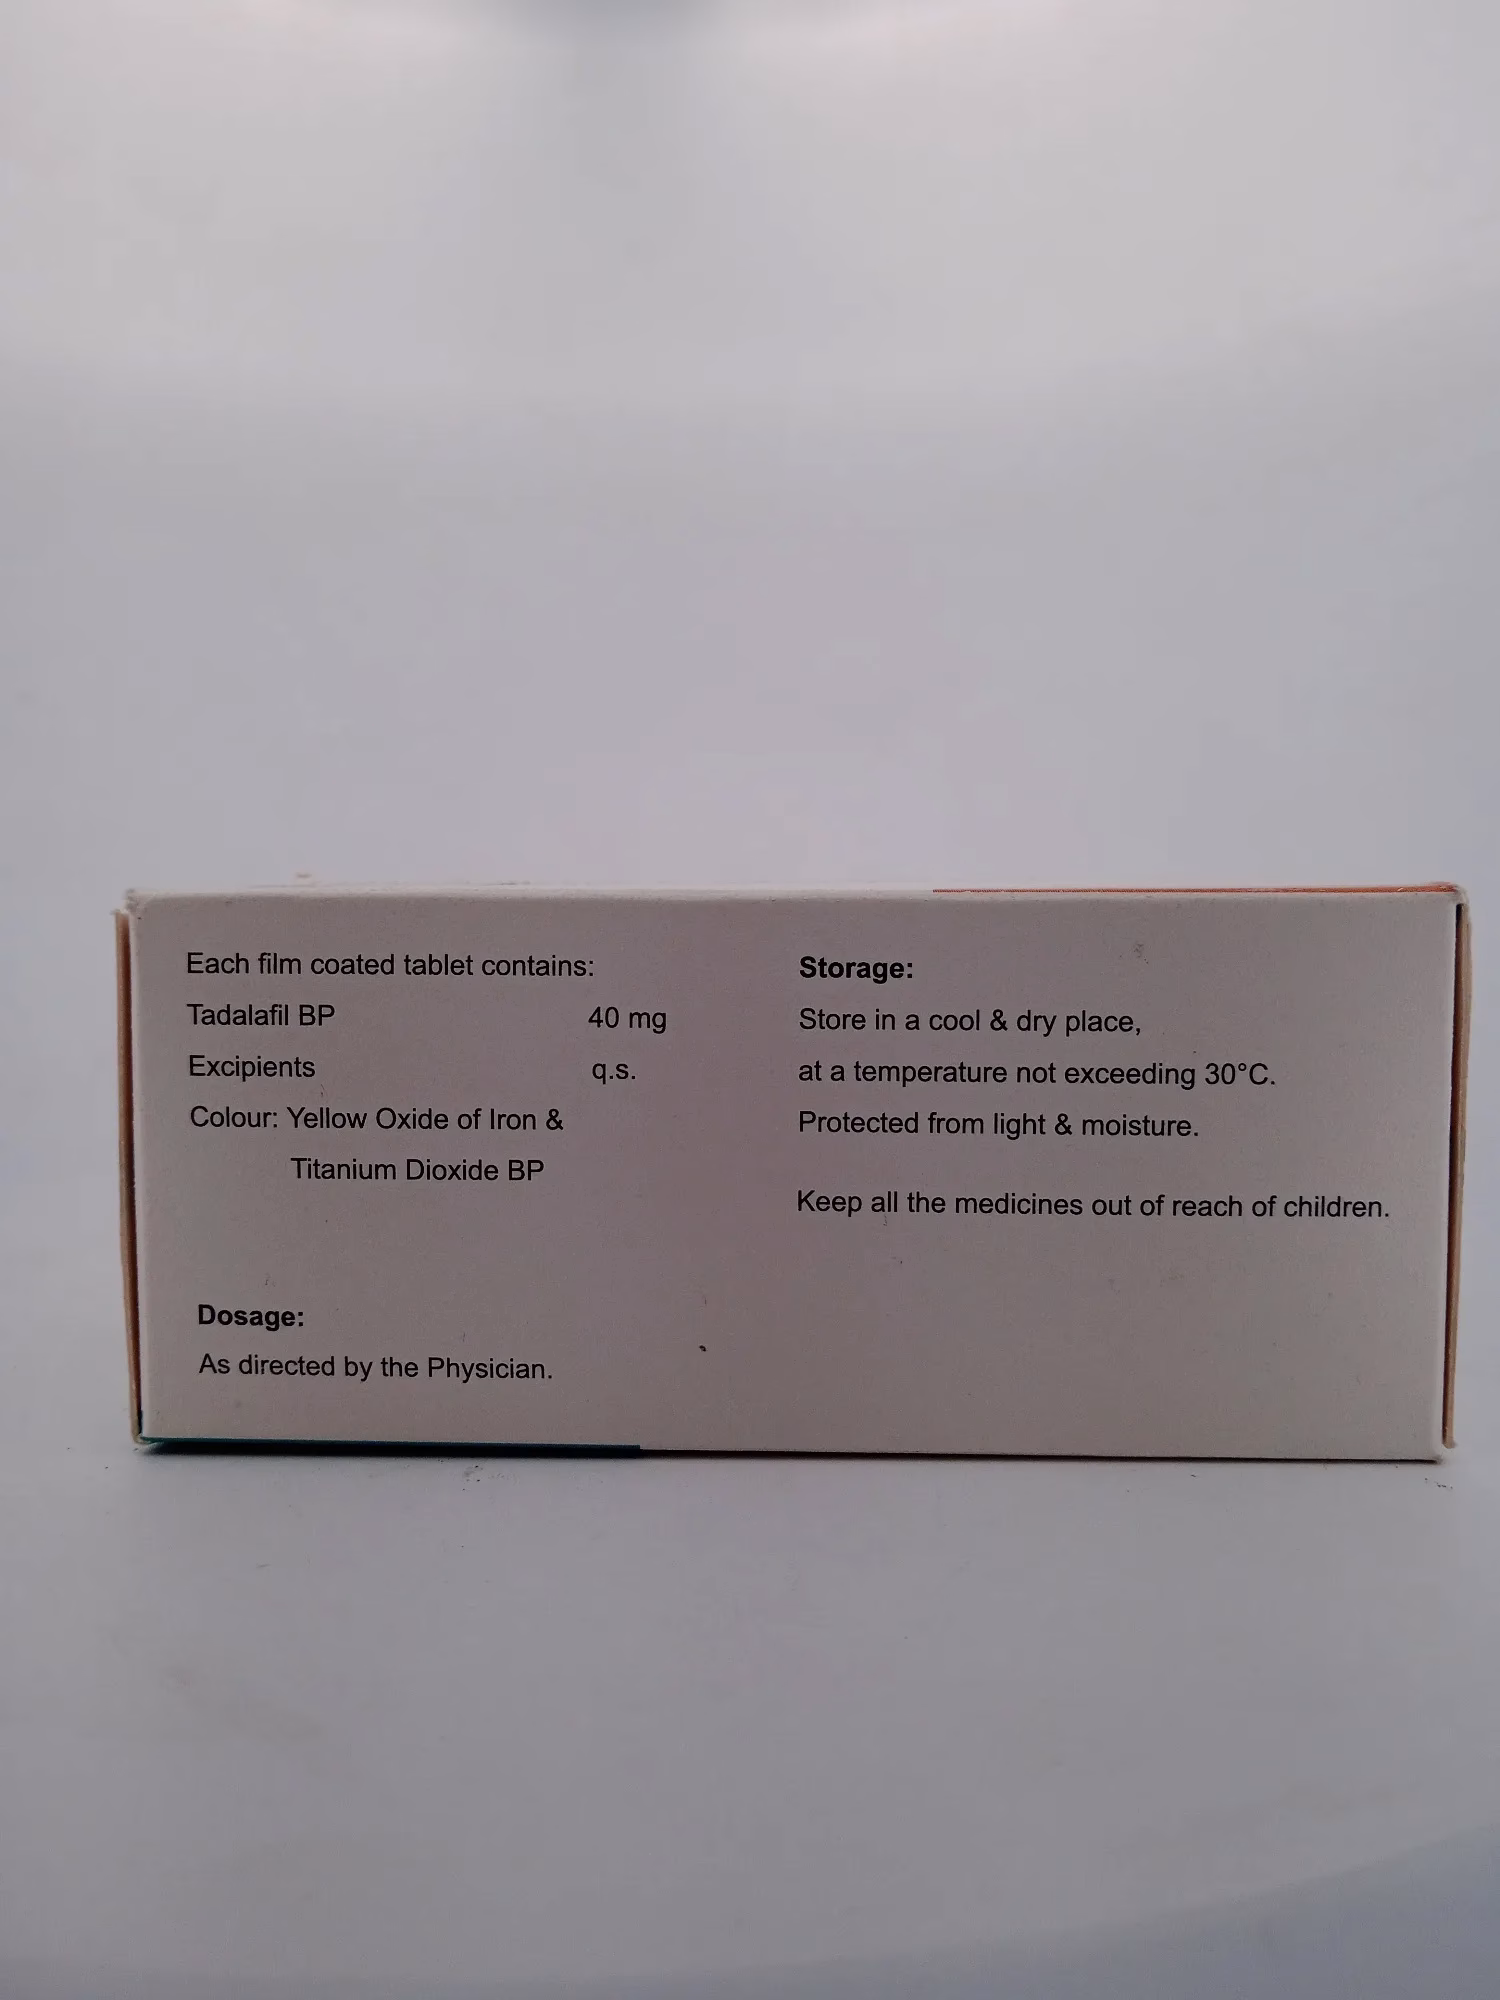 Each film coated tablet contains:
Tadalafil BP 40 mg
Excipients q.s.
Colour: Yellow Oxide of Iron &
Titanium Dioxide BP
Dosage:
As directed by the Physician.
Storage:
Store in a cool & dry place,
at a temperature not exceeding 30°C.
Protected from light & moisture.
Keep all the medicines out of reach of children.